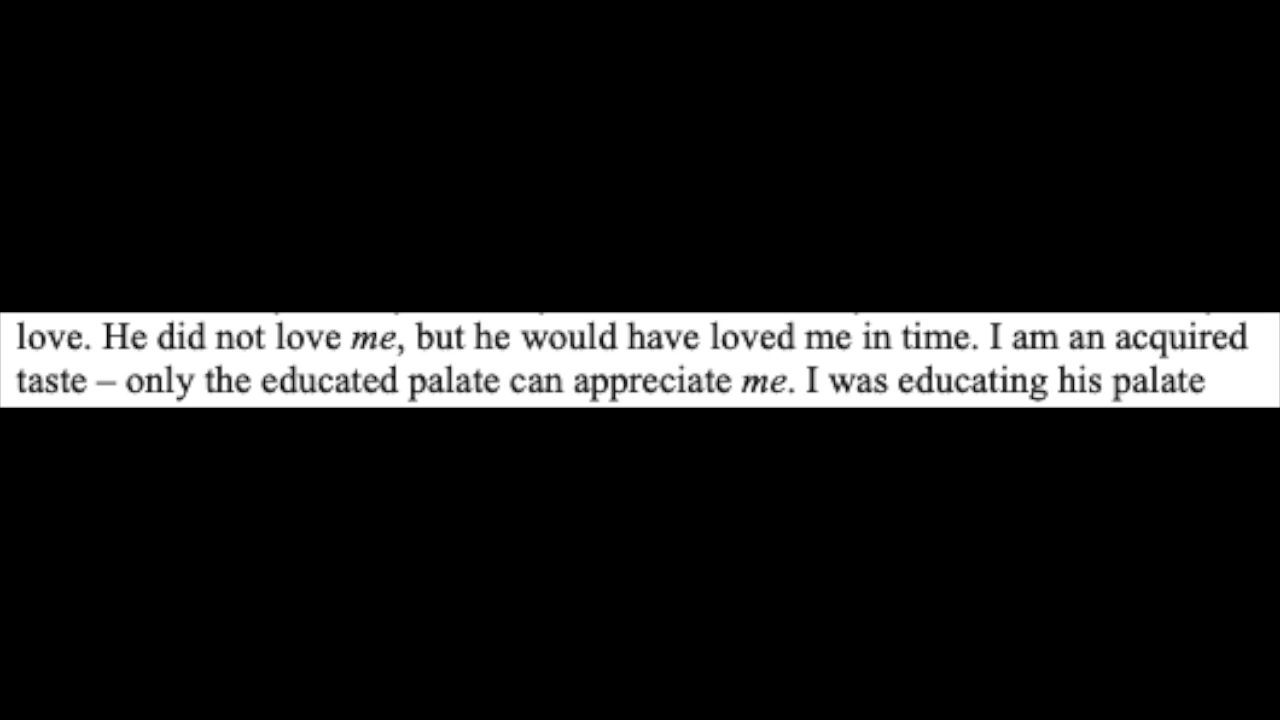 love. He did not love me, but he would have loved me in time. I am an acquired
taste – only the educated palate can appreciate me. I was educating his palate